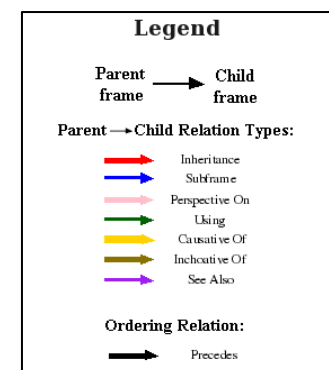 Legend
Parent Child
frame frame
Parent → Child Relation Types:
Inheritance
Subframe
Perspective On
Using
Causative Of
Inchoative Of
See Also
Ordering Relation:
Precedes